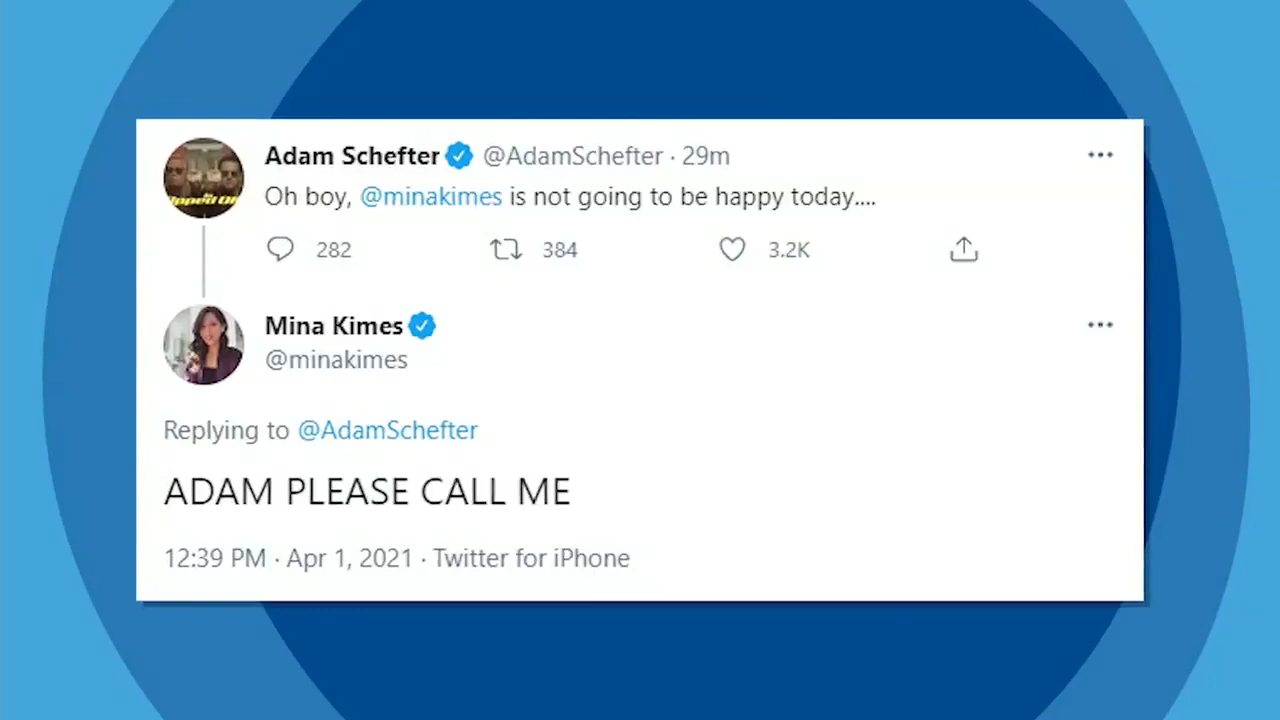 Adam Schefter @AdamSchefter · 29m
Oh boy, @minakimes is not going to be happy today....
282 384 3.2K
Mina Kimes
@minakimes
Replying to @AdamSchefter
ADAM PLEASE CALL ME
12:39 PM · Apr 1, 2021 · Twitter for iPhone